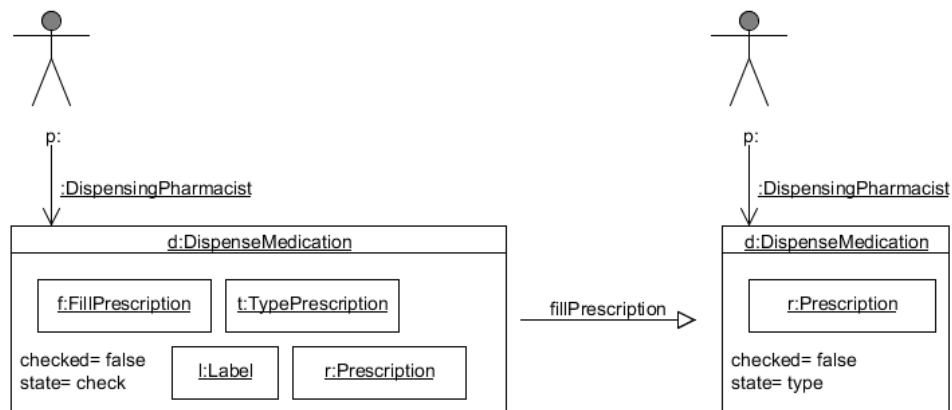 p:
:DispensingPharmacist
d:DispenseMedication
f:FillPrescription
t:TypePrescription
checked= false
state= check
l:Label
r:Prescription
fillPrescription
p:
:DispensingPharmacist
d:DispenseMedication
r:Prescription
checked= false
state= type